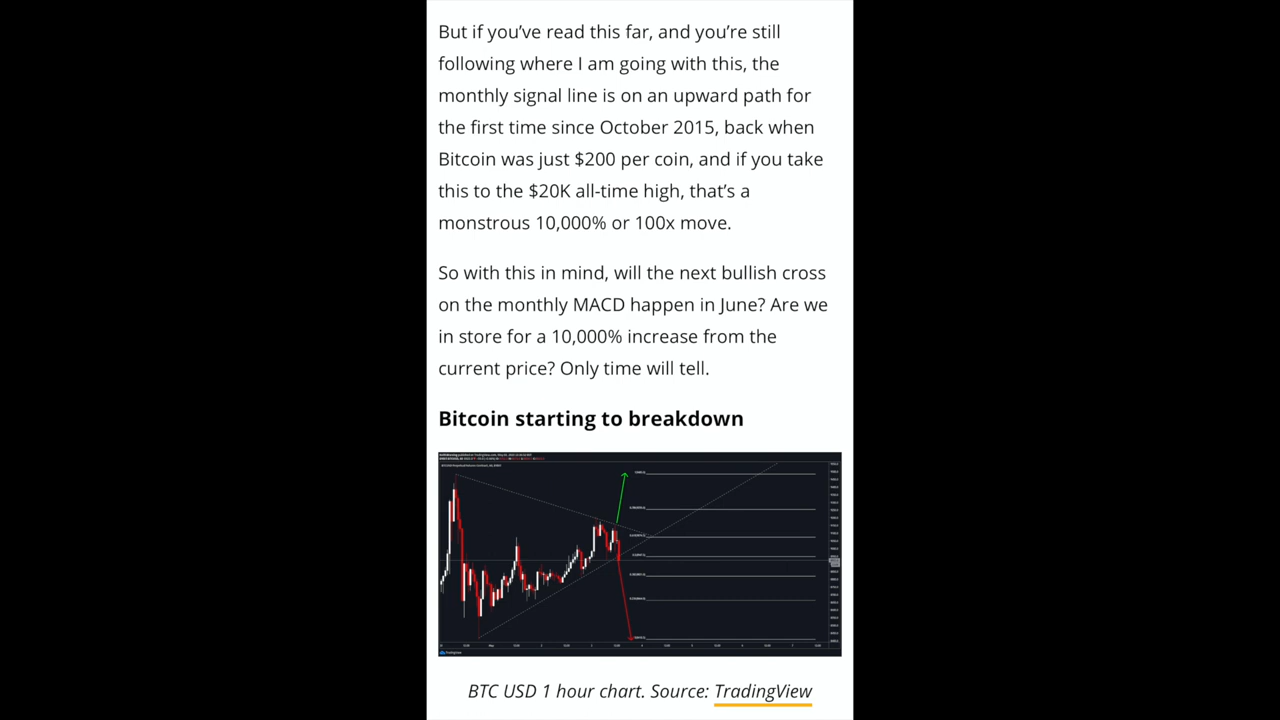 But if you’ve read this far, and you’re still
following where I am going with this, the
monthly signal line is on an upward path for
the first time since October 2015, back when
Bitcoin was just $200 per coin, and if you take
this to the $20K all-time high, that’s a
monstrous 10,000% or 100x move.
So with this in mind, will the next bullish cross
on the monthly MACD happen in June? Are we
in store for a 10,000% increase from the
current price? Only time will tell.
Bitcoin starting to breakdown
TradingView
BTC USD 1 hour chart. Source: TradingView